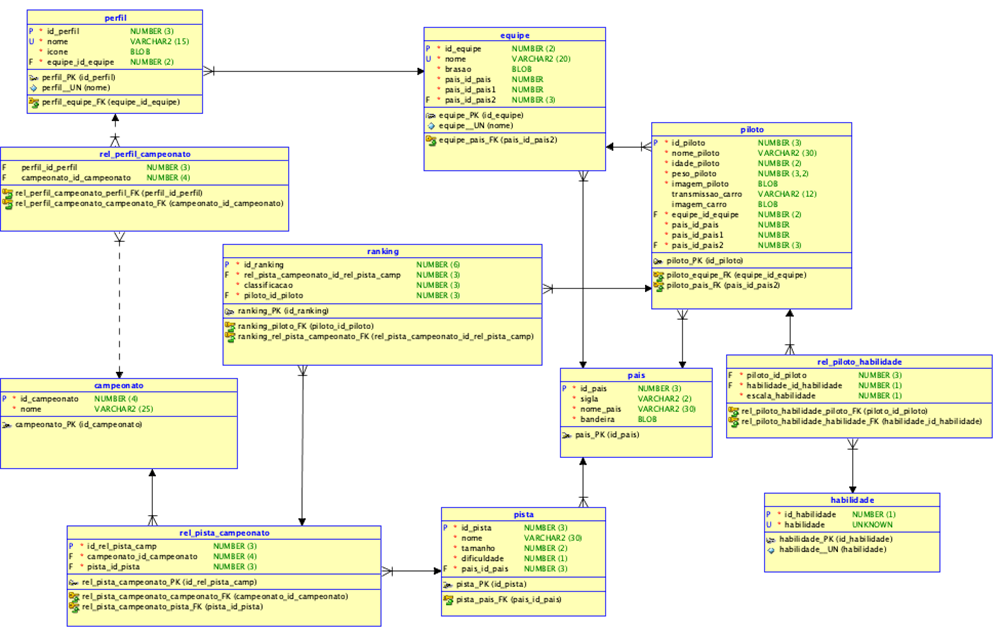 perfil
P * id_perfil NUMBER (3)
U * nome VARCHAR2 (15)
* icone BLOB
F * equipe_id_equipe NUMBER (2)
perfil_PK (id_perfil)
perfil__UN (nome)
perfil_equipe_FK (equipe_id_equipe)
equipe
P * id_equipe NUMBER (2)
U * nome VARCHAR2 (20)
* brasao BLOB
* pais_id_pais NUMBER
* pais_id_pais1 NUMBER
F * pais_id_pais2 NUMBER (3)
equipe_PK (id_equipe)
equipe__UN (nome)
equipe_pais_FK (pais_id_pais2)
piloto
P * id_piloto NUMBER (3)
* nome_piloto VARCHAR2 (30)
* idade_piloto NUMBER (2)
* peso_piloto NUMBER (3,2)
* imagem_piloto BLOB
transmissao_carro VARCHAR2 (12)
imagem_carro BLOB
F * equipe_id_equipe NUMBER (2)
* pais_id_pais NUMBER
* pais_id_pais1 NUMBER
F * pais_id_pais2 NUMBER (3)
piloto_PK (id_piloto)
piloto_equipe_FK (equipe_id_equipe)
piloto_pais_FK (pais_id_pais2)
rel_perfil_campeonato
F perfil_id_perfil NUMBER (3)
F campeonato_id_campeonato NUMBER (4)
rel_perfil_campeonato_perfil_FK (perfil_id_perfil)
rel_perfil_campeonato_campeonato_FK (campeonato_id_campeonato)
ranking
P * id_ranking NUMBER (6)
F * rel_pista_campeonato_id_rel_pista_camp NUMBER (3)
* classificacao NUMBER (3)
F * piloto_id_piloto NUMBER (3)
ranking_PK (id_ranking)
ranking_piloto_FK (piloto_id_piloto)
ranking_rel_pista_campeonato_FK (rel_pista_campeonato_id_rel_pista_camp)
campeonato
P * id_campeonato NUMBER (4)
* nome VARCHAR2 (25)
campeonato_PK (id_campeonato)
pais
P * id_pais NUMBER (3)
* sigla VARCHAR2 (2)
* nome_pais VARCHAR2 (30)
* bandeira BLOB
pais_PK (id_pais)
rel_piloto_habilidade
F * piloto_id_piloto NUMBER (3)
F * habilidade_id_habilidade NUMBER (1)
* escala_habilidade NUMBER (1)
rel_piloto_habilidade_piloto_FK (piloto_id_piloto)
rel_piloto_habilidade_habilidade_FK (habilidade_id_habilidade)
habilidade
P * id_habilidade NUMBER (1)
U * habilidade UNKNOWN
habilidade_PK (id_habilidade)
habilidade__UN (habilidade)
pista
P * id_pista NUMBER (3)
* nome VARCHAR2 (30)
* tamanho NUMBER (2)
* dificuldade NUMBER (1)
F * pais_id_pais NUMBER (3)
pista_PK (id_pista)
pista_pais_FK (pais_id_pais)
rel_pista_campeonato
P * id_rel_pista_camp NUMBER (3)
F * campeonato_id_campeonato NUMBER (4)
F * pista_id_pista NUMBER (3)
rel_pista_campeonato_PK (id_rel_pista_camp)
rel_pista_campeonato_campeonato_FK (campeonato_id_campeonato)
rel_pista_campeonato_pista_FK (pista_id_pista)